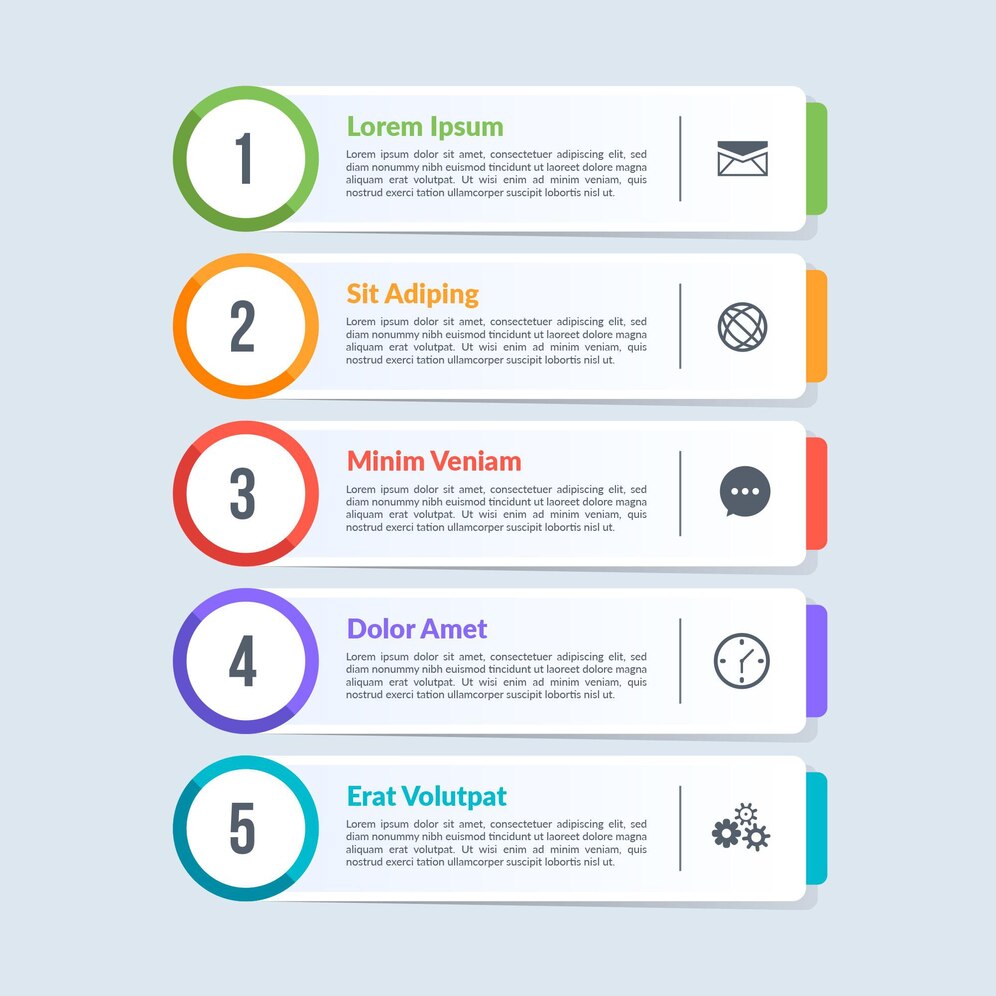 1
Lorem Ipsum
Lorem ipsum dolor sit amet, consectetuer adipiscing elit, sed
diam nonummy nibh euismod tincidunt ut laoreet dolore magna
aliquam erat volutpat. Ut wisi enim ad minim veniam, quis
nostrud exerci tation ullamcorper suscipit lobortis nisl ut.
2
Sit Adiping
Lorem ipsum dolor sit amet, consectetuer adipiscing elit, sed
diam nonummy nibh euismod tincidunt ut laoreet dolore magna
aliquam erat volutpat. Ut wisi enim ad minim veniam, quis
nostrud exerci tation ullamcorper suscipit lobortis nisl ut.
3
Minim Veniam
Lorem ipsum dolor sit amet, consectetuer adipiscing elit, sed
diam nonummy nibh euismod tincidunt ut laoreet dolore magna
aliquam erat volutpat. Ut wisi enim ad minim veniam, quis
nostrud exerci tation ullamcorper suscipit lobortis nisl ut.
4
Dolor Amet
Lorem ipsum dolor sit amet, consectetuer adipiscing elit, sed
diam nonummy nibh euismod tincidunt ut laoreet dolore magna
aliquam erat volutpat. Ut wisi enim ad minim veniam, quis
nostrud exerci tation ullamcorper suscipit lobortis nisl ut.
5
Erat Volutpat
Lorem ipsum dolor sit amet, consectetuer adipiscing elit, sed
diam nonummy nibh euismod tincidunt ut laoreet dolore magna
aliquam erat volutpat. Ut wisi enim ad minim veniam, quis
nostrud exerci tation ullamcorper suscipit lobortis nisl ut.